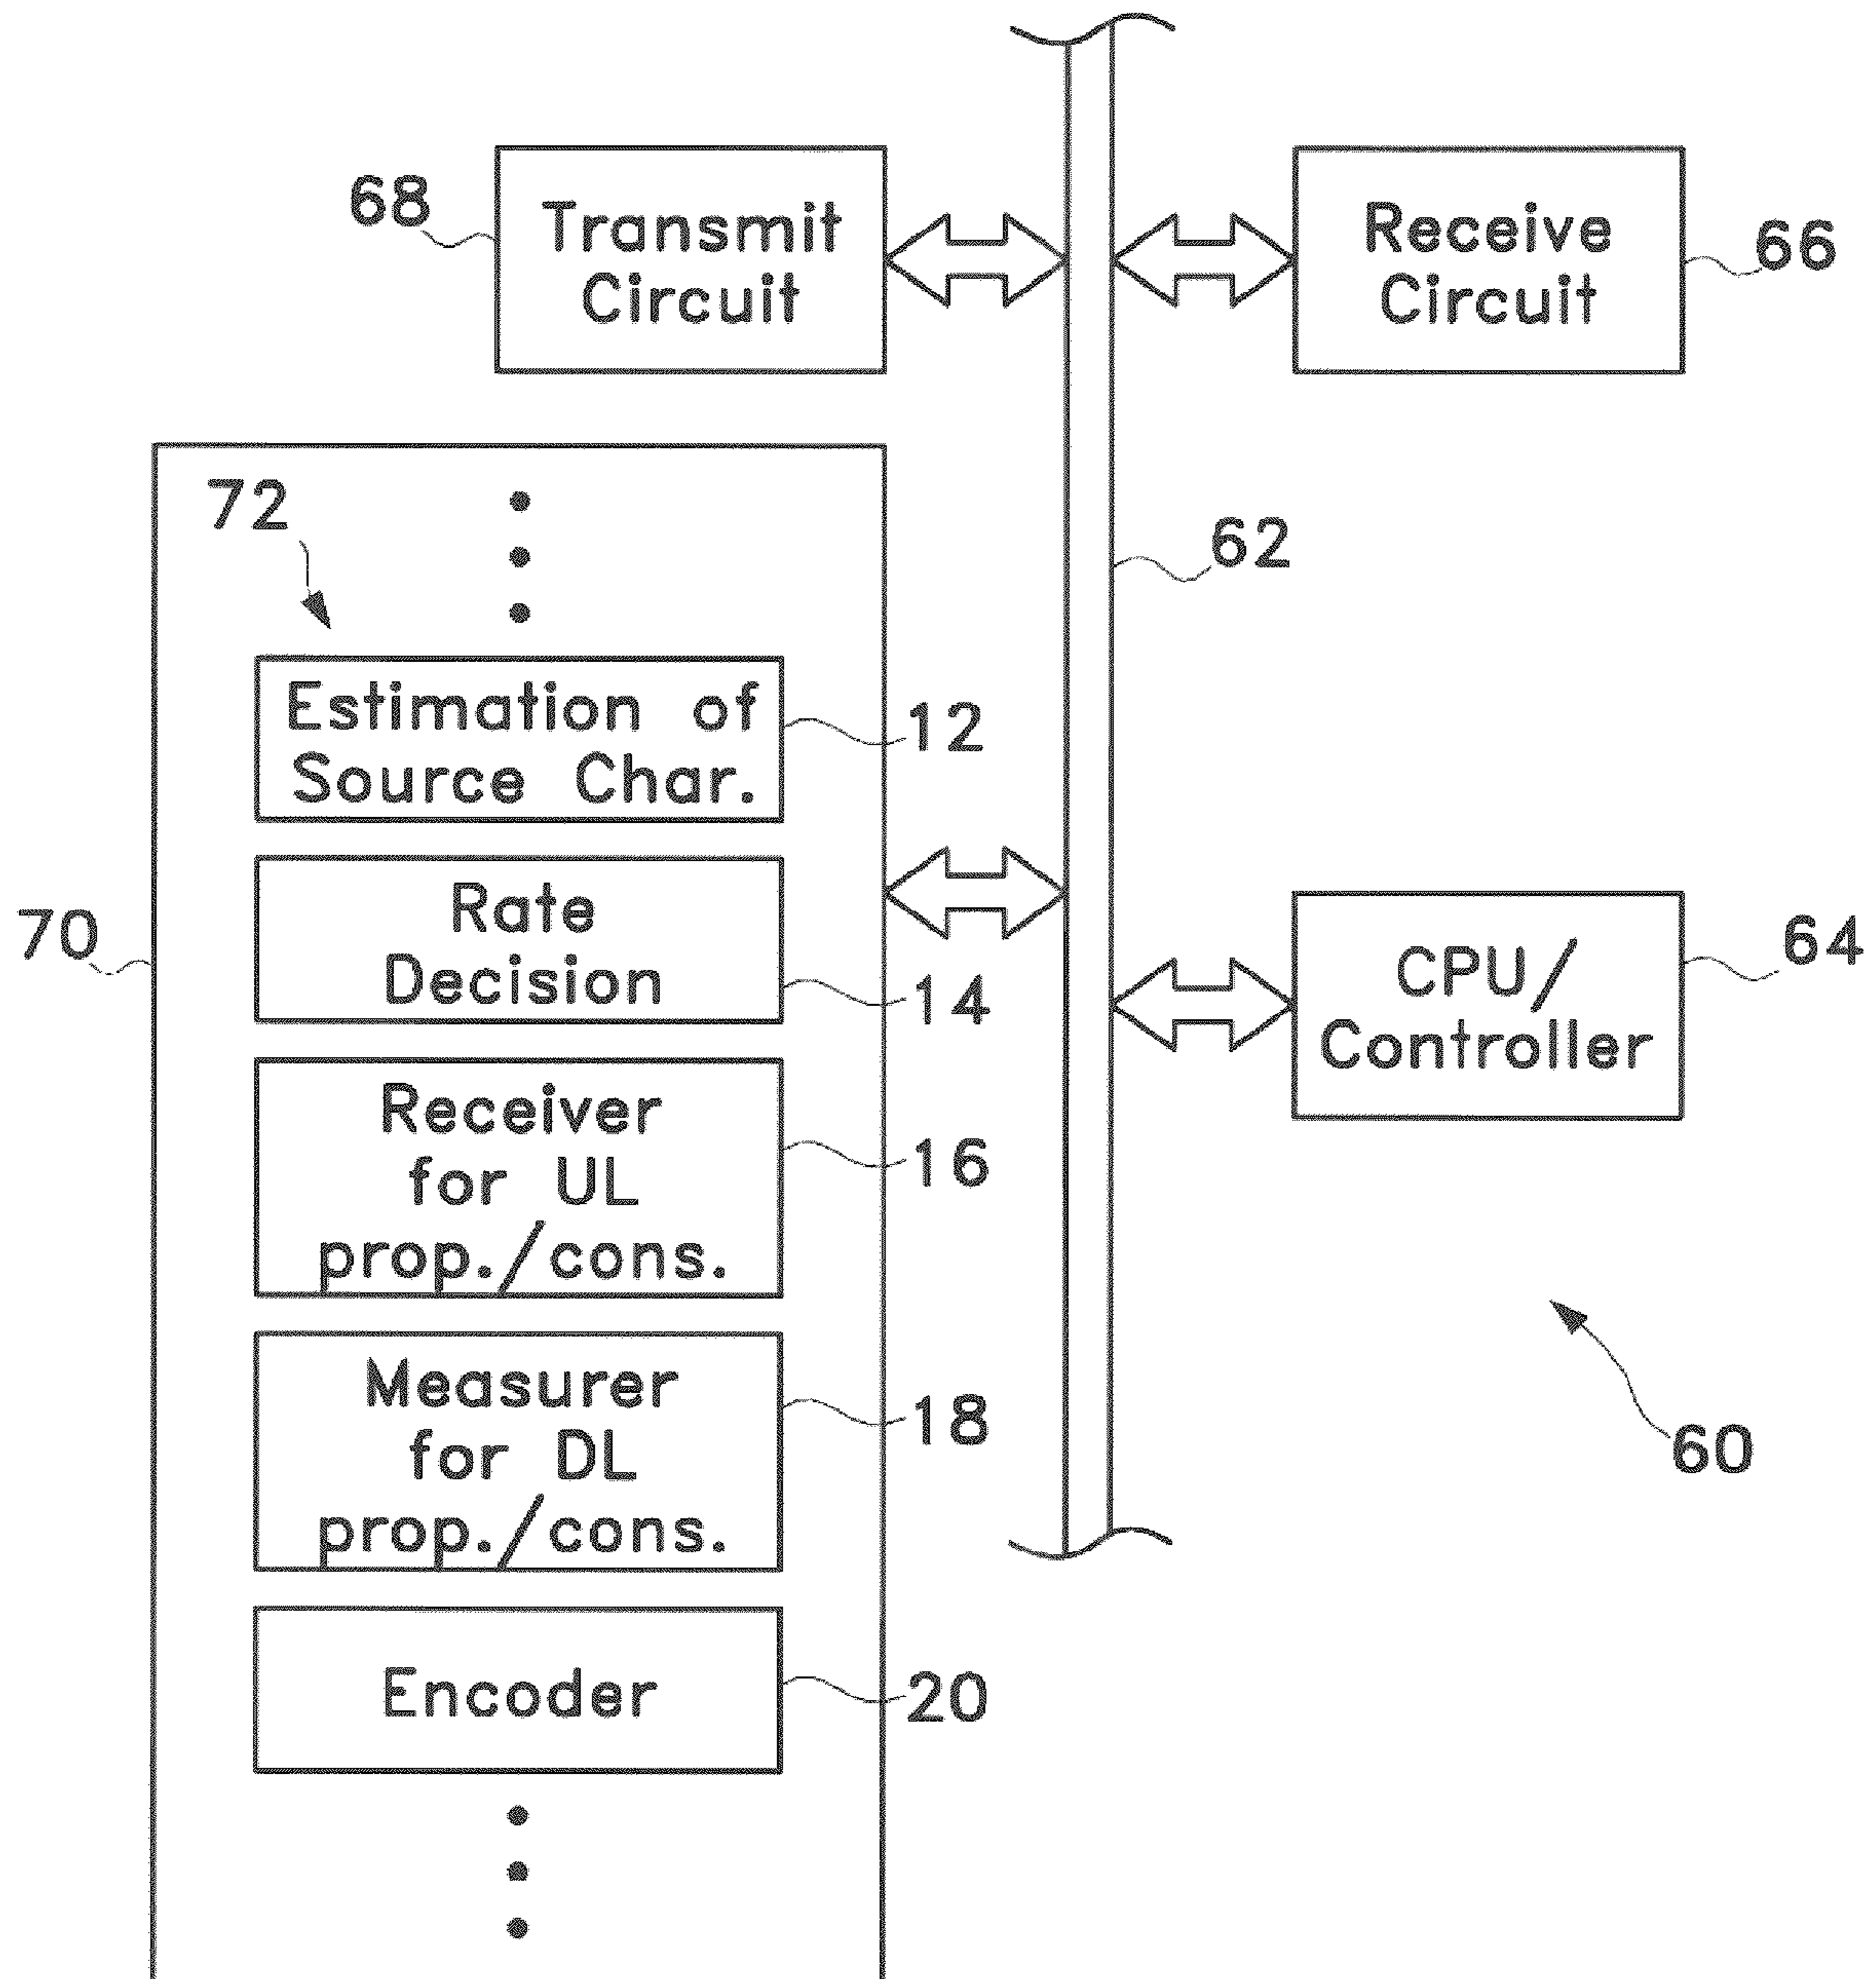 68
Transmit
Circuit
Receive
Circuit
66
72
62
Estimation of
Source Char.
12
Rate
Decision
14
70
CPU/
Controller
64
Receiver
for UL
prop./cons.
16
Measurer
for DL
prop./cons.
18
60
Encoder
20